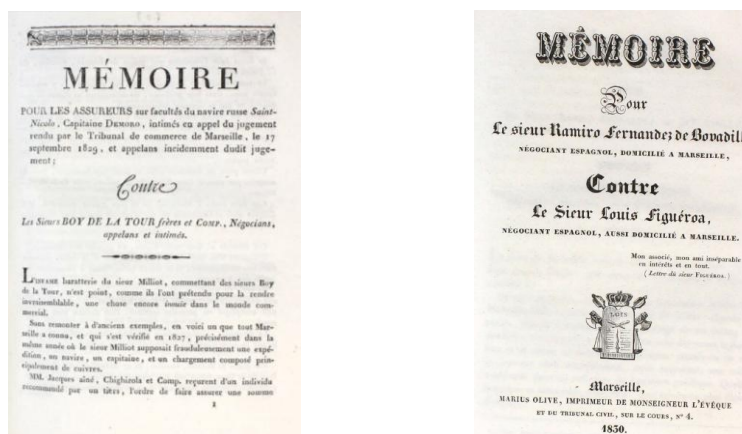 MÉMOIRE
POUR LES ASSUREURS sur facultés du navire russe Saint-
Nicolo, Capitaine DEMORO, intimés en appel du jugement
rendu par le Tribunal de commerce de Marseille, le 17
septembre 1829, et appelans incidemment dudit juge-
ment;
Contre
Les Sieurs BOY DE LA TOUR frères et Comp., Négocians,
appelans et intimés.
baratterie du sieur Milliot, commettant des sieurs Boy
de la Tour, n'est point, comme ils l'ont prétendu pour la rendre
invraisemblable, une chose encore inouie dans le monde com-
mercial.
Sans remonter à d'anciens exemples, en voici un que tout Mar-
seille a connu, et qui s'est vérifié en 1827, précisément dans la
même année où le sieur Milliot supposait frauduleusement une expé-
dition, un navire, un capitaine, et un chargement composé prin-
cipalement de cuivres.
MM. Jacques aîné, Chighizola et Comp. reçurent d'un individu
recommandé par un tiers, l'ordre de faire assurer une somme
1
MÉMOIRE
Pour
Le sieur Ramiro Fernandez de Bovadill
NÉGOCIANT ESPAGNOL, DOMICILIÉ A MARSEILLE,
Contre
Le Sieur Louis Figuéroa,
NÉGOCIANT ESPAGNOL, AUSSI DOMICILIÉ A MARSEILLE.
Mon associé, mon ami inséparable
en intérêts et en tout.
(Lettre du sieur FIGUÉROA.)
LOIS
Marseille,
MARIUS OLIVE, IMPRIMEUR DE MONSEIGNEUR L'ÉVÊQUE
ET DU TRIBUNAL CIVIL, SUR LE COURS, N° 4.
1830.